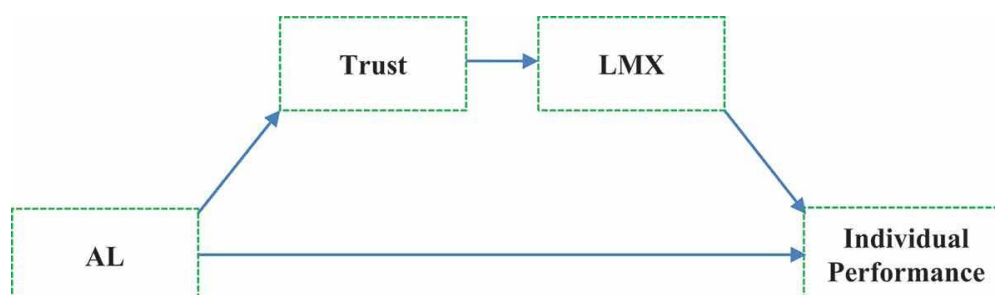 Trust
LMX
AL
Individual
Performance